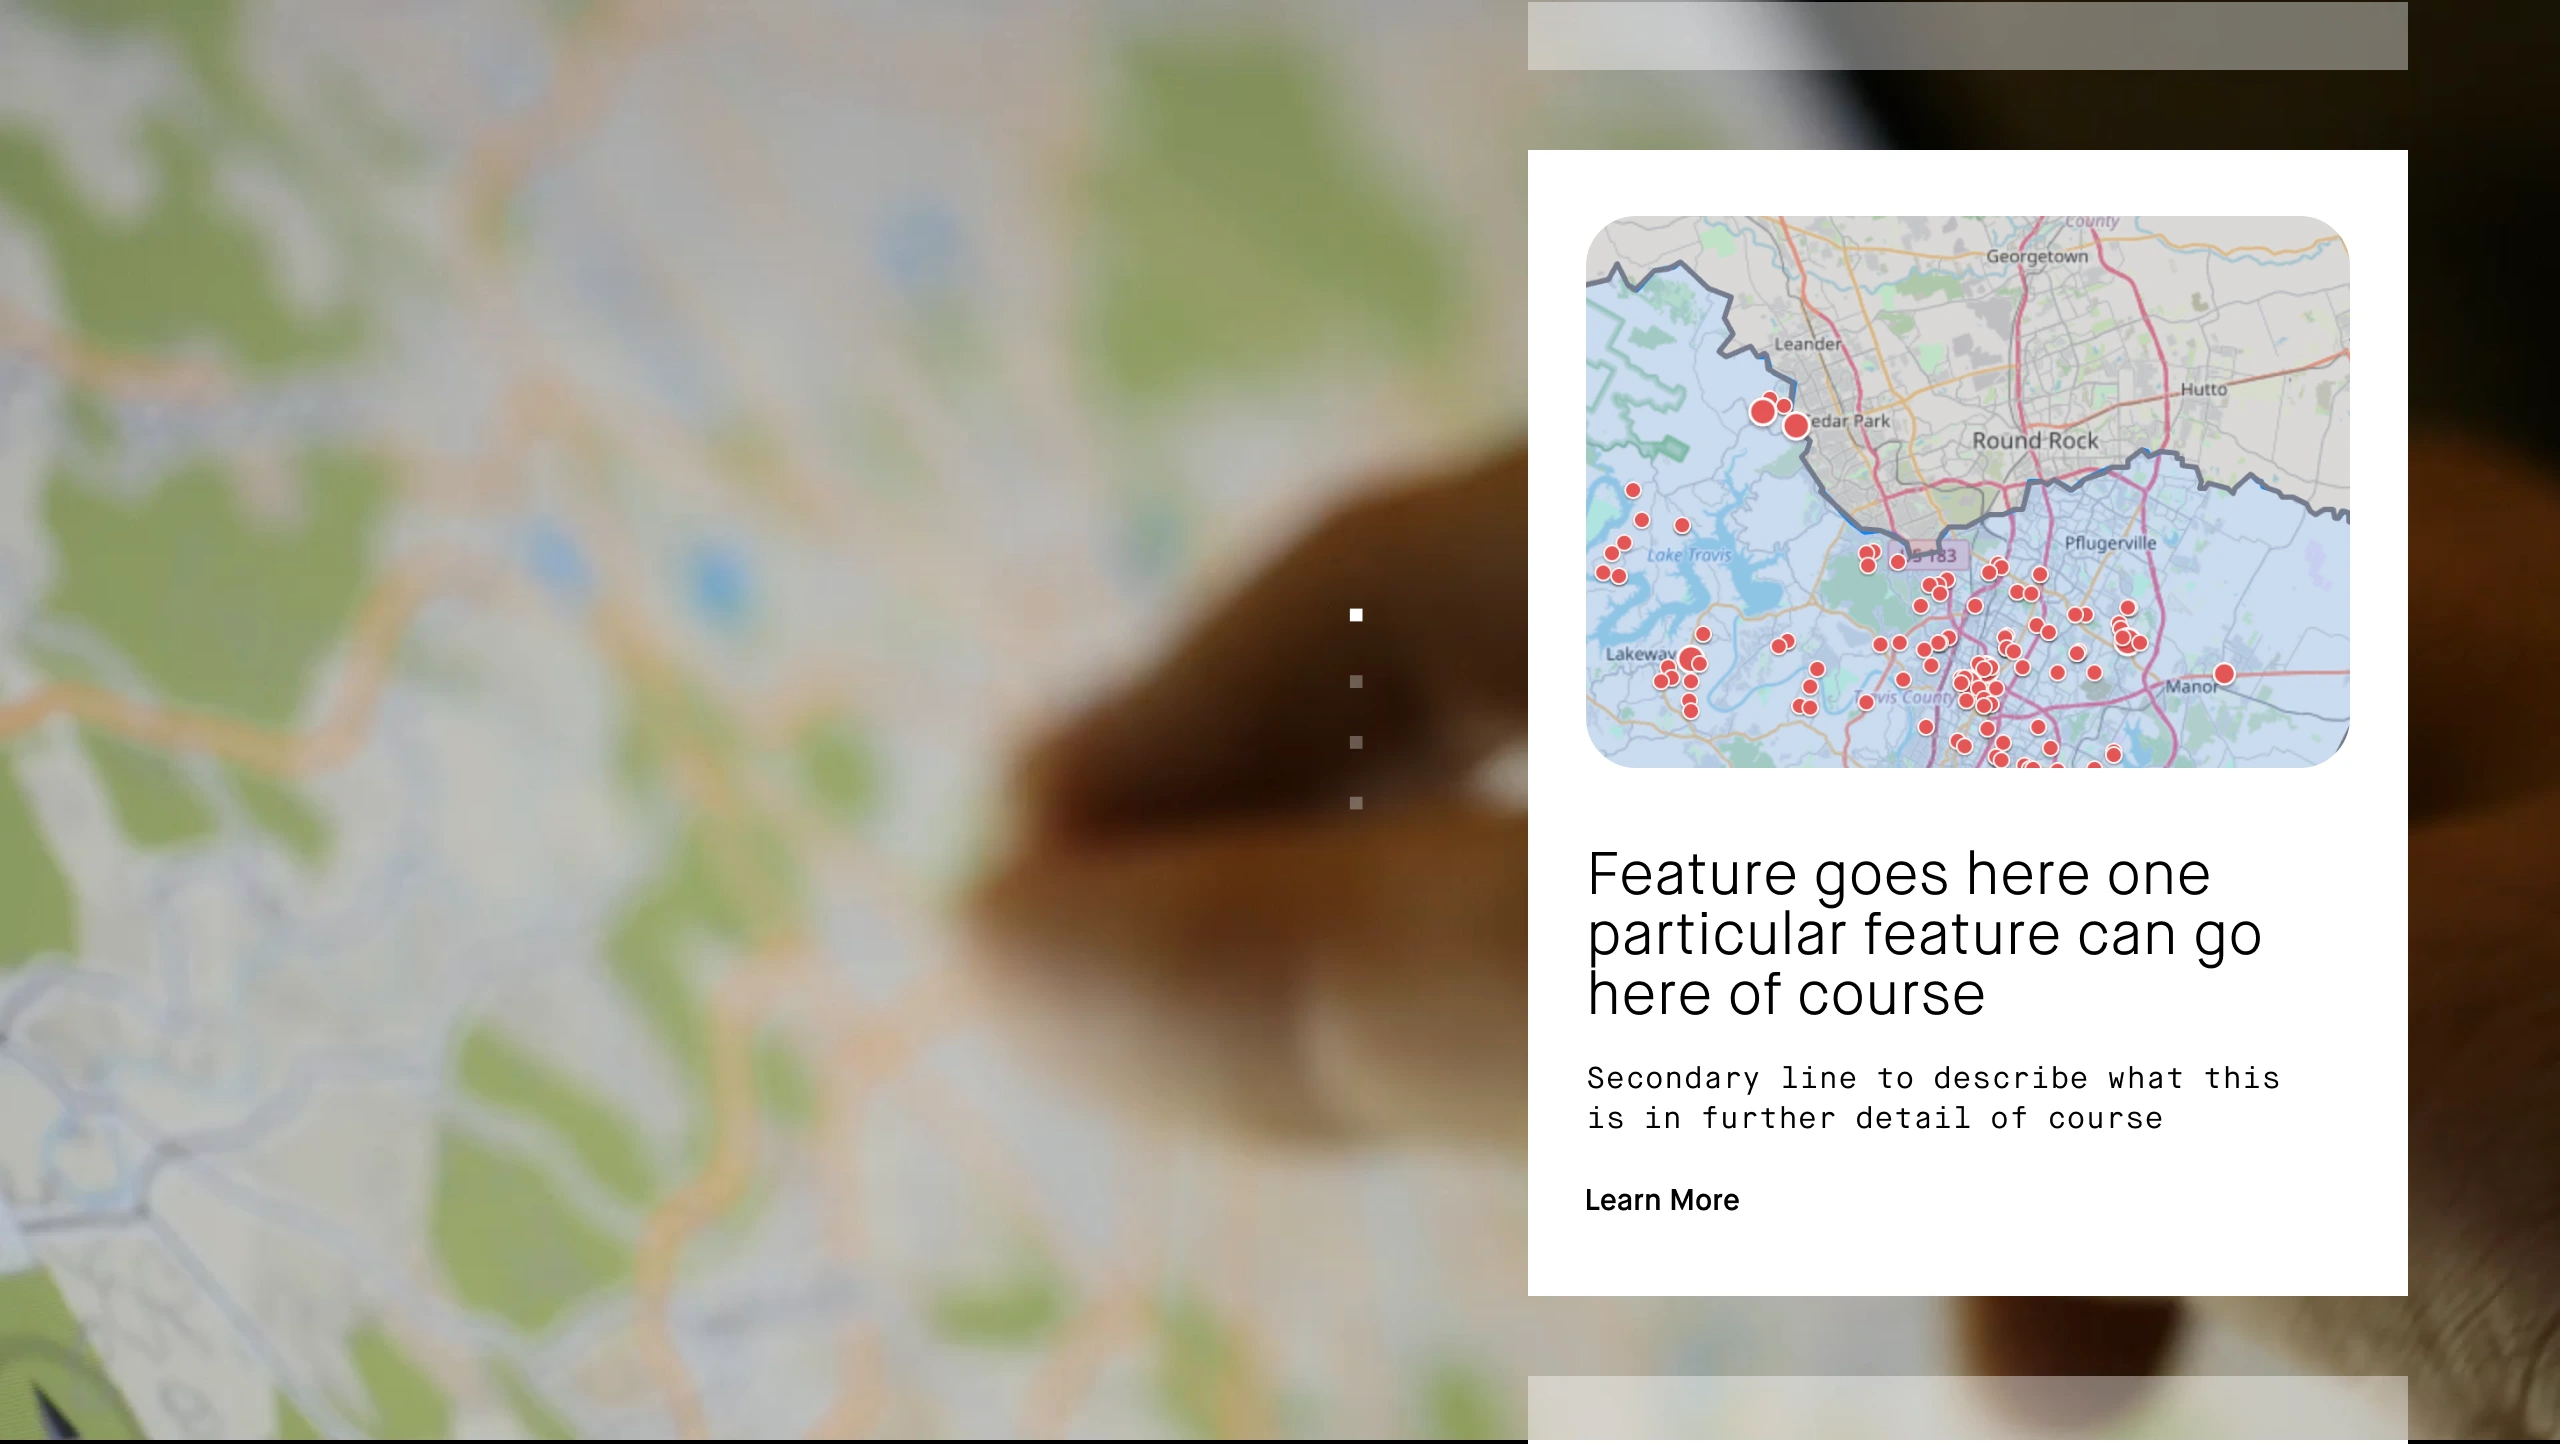 County
Georgetown
Leander
Hutto
edar Park
Round Rock
Lake Travis
US 183
Pflugerville
Lakeway
Travis County
Manor
Feature goes here one
particular feature can go
here of course
Secondary line to describe what this
is in further detail of course
Learn More